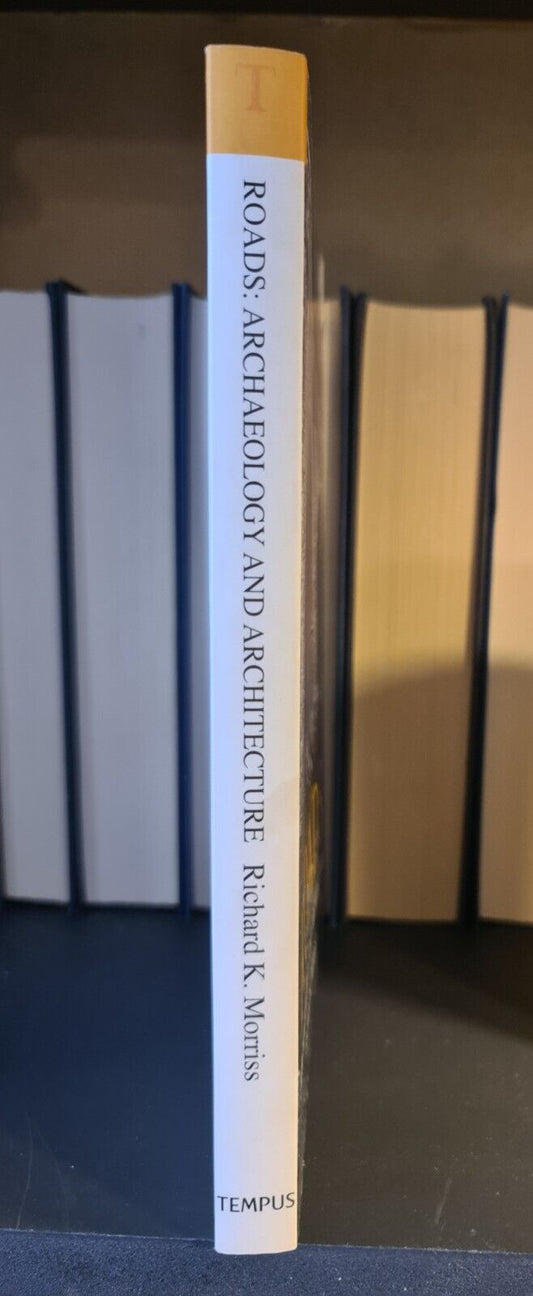 T
ROADS: ARCHAEOLOGY AND ARCHITECTURE Richard K. Morriss
TEMPUS